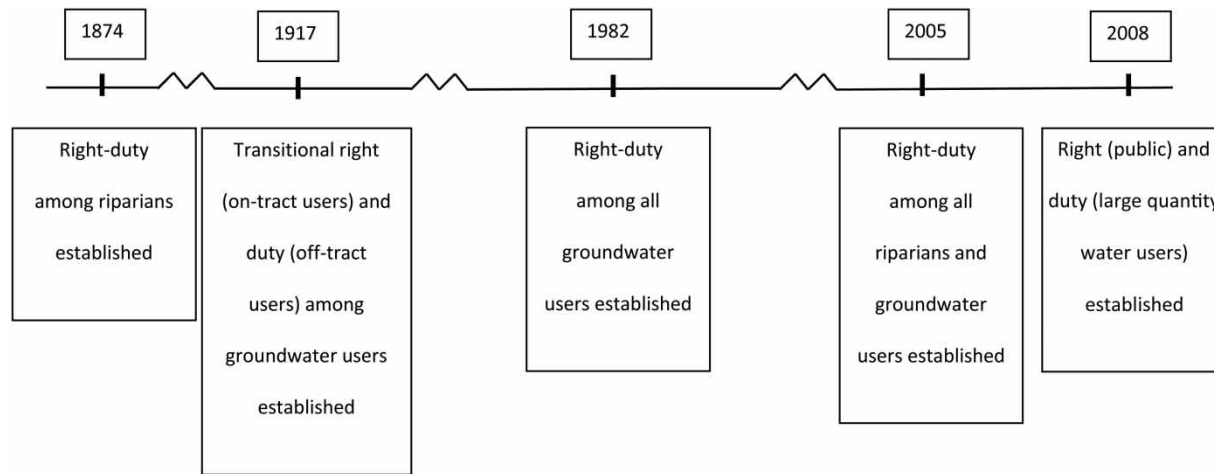 1874
1917
1982
2005
2008
Right-duty
among riparians
established
Transitional right
(on-tract users) and
duty (off-tract
users) among
groundwater users
established
Right-duty
among all
groundwater
users established
Right-duty
among all
riparians and
groundwater
users established
Right (public) and
duty (large quantity
water users)
established